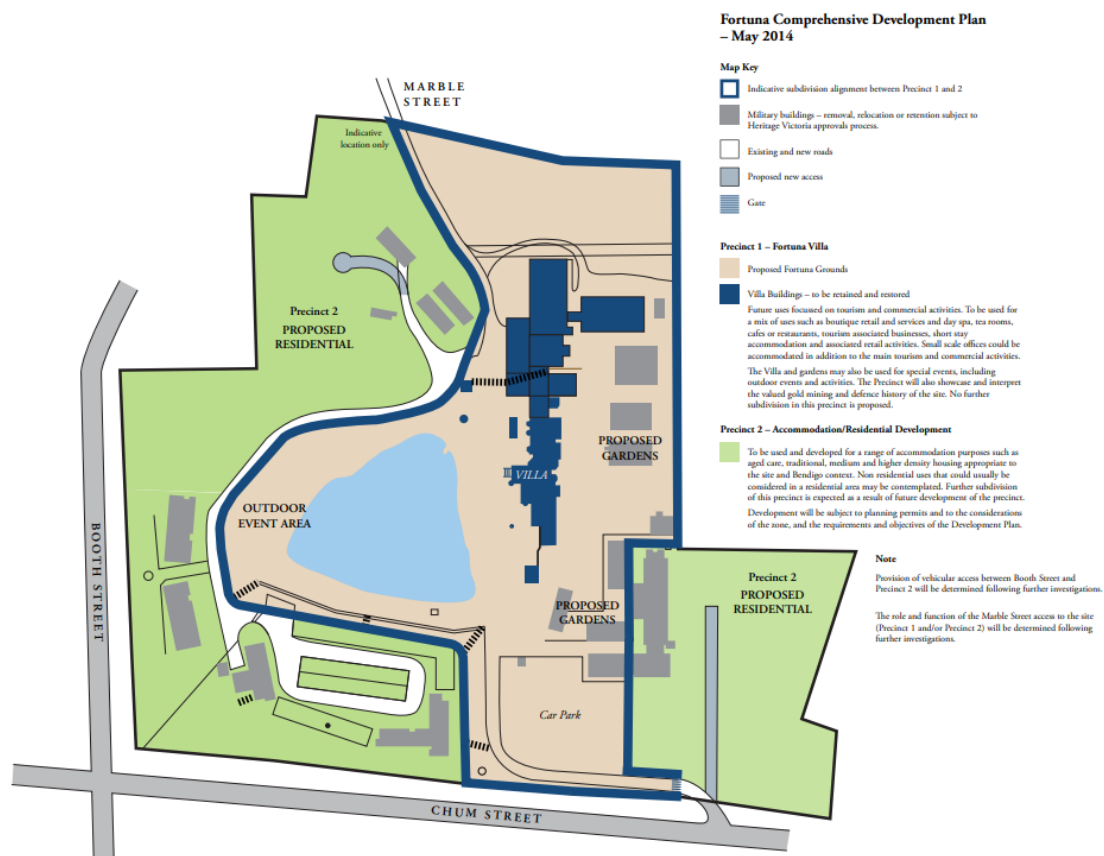 Fortuna Comprehensive Development Plan
– May 2014
Map Key
Indicative subdivision alignment between Precinct 1 and 2
Military buildings – removal, relocation or retention subject to
Heritage Victoria approvals process.
Existing and new roads
Proposed new access
Gate
Precinct 1 – Fortuna Villa
Proposed Fortuna Grounds
Villa Buildings – to be retained and restored
Future uses focussed on tourism and commercial activities. To be used for
a mix of uses such as boutique retail and services and day spa, tea rooms,
cafes or restaurants, tourism associated businesses, short stay
accommodation and associated retail activities. Small scale offices could be
accommodated in addition to the main tourism and commercial activities.
The Villa and gardens may also be used for special events, including
outdoor events and activities. The Precinct will also showcase and interpret
the valued gold mining and defence history of the site. No further
subdivision in this precinct is proposed.
Precinct 2 – Accommodation/Residential Development
To be used and developed for a range of accommodation purposes such as
aged care, traditional, medium and higher density housing appropriate to
the site and Bendigo context. Non residential uses that could usually be
considered in a residential area may be contemplated. Further subdivision
of this precinct is expected as a result of future development of the precinct.
Development will be subject to planning permits and to the considerations
of the zone, and the requirements and objectives of the Development Plan.
Note
Provision of vehicular access between Booth Street and
Precinct 2 will be determined following further investigations.
The role and function of the Marble Street access to the site
(Precinct 1 and/or Precinct 2) will be determined following
further investigations.
MARBLE
STREET
Indicative
location only
Precinct 2
PROPOSED
RESIDENTIAL
PROPOSED
GARDENS
VILLA
OUTDOOR
EVENT AREA
BOOTH STREET
PROPOSED
GARDENS
Precinct 2
PROPOSED
RESIDENTIAL
Car Park
CHUM STREET